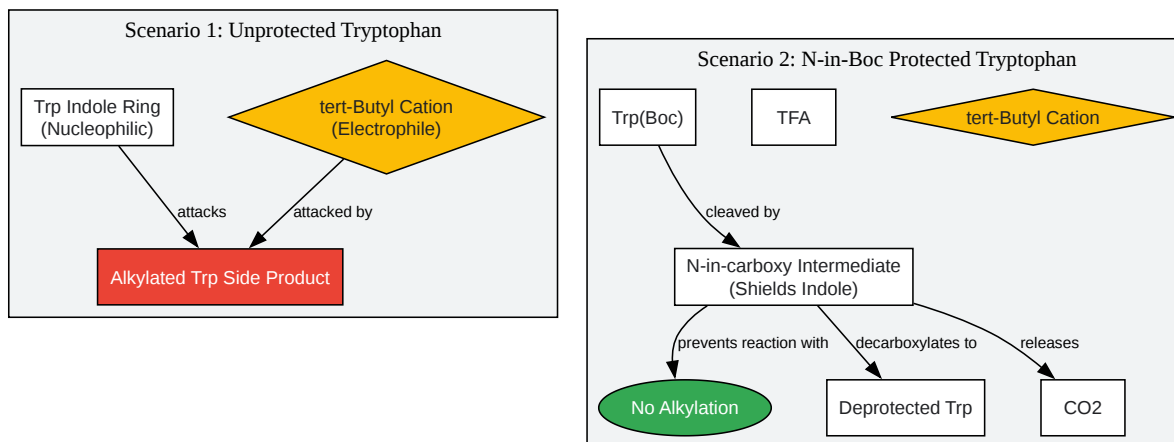 Scenario 1: Unprotected Tryptophan
Trp Indole Ring
(Nucleophilic)
tert-Butyl Cation
(Electrophile)
attacks
attacked by
Alkylated Trp Side Product
Scenario 2: N-in-Boc Protected Tryptophan
Trp(Boc)
TFA
tert-Butyl Cation
cleaved by
N-in-carboxy Intermediate
(Shields Indole)
prevents reaction with
decarboxylates to
releases
No Alkylation
Deprotected Trp
CO2